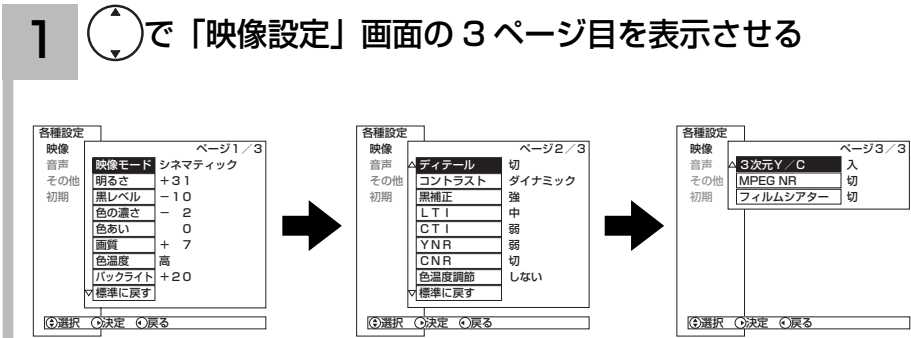 1 で「映像設定」画面の3ページ目を表示させる
各種設定
映像 ページ1／3
音声 映像モード シネマティック
その他 明るさ ＋31
初期 黒レベル －10
色の濃さ － 2
色あい 0
画質 ＋ 7
色温度 高
バックライト ＋20
▽標準に戻す
選択 決定 戻る
各種設定
映像 ページ2／3
音声 △ディテール 切
その他 コントラスト ダイナミック
初期 黒補正 強
LTI 中
CTI 弱
YNR 弱
CNR 切
色温度調節 しない
▽標準に戻す
選択 決定 戻る
各種設定
映像 ページ3／3
音声 △3次元Y／C 入
その他 MPEG NR 切
初期 フィルムシアター 切
選択 決定 戻る